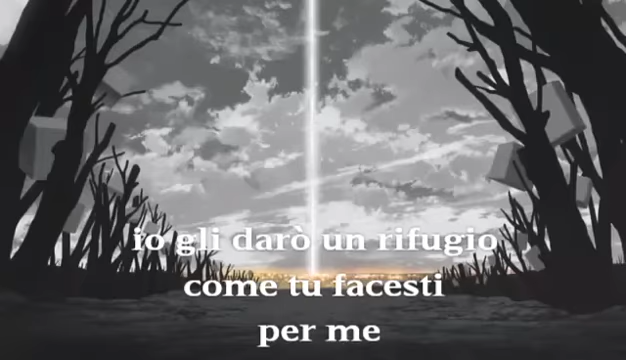 io gli darò un rifugio
come tu facesti
per me